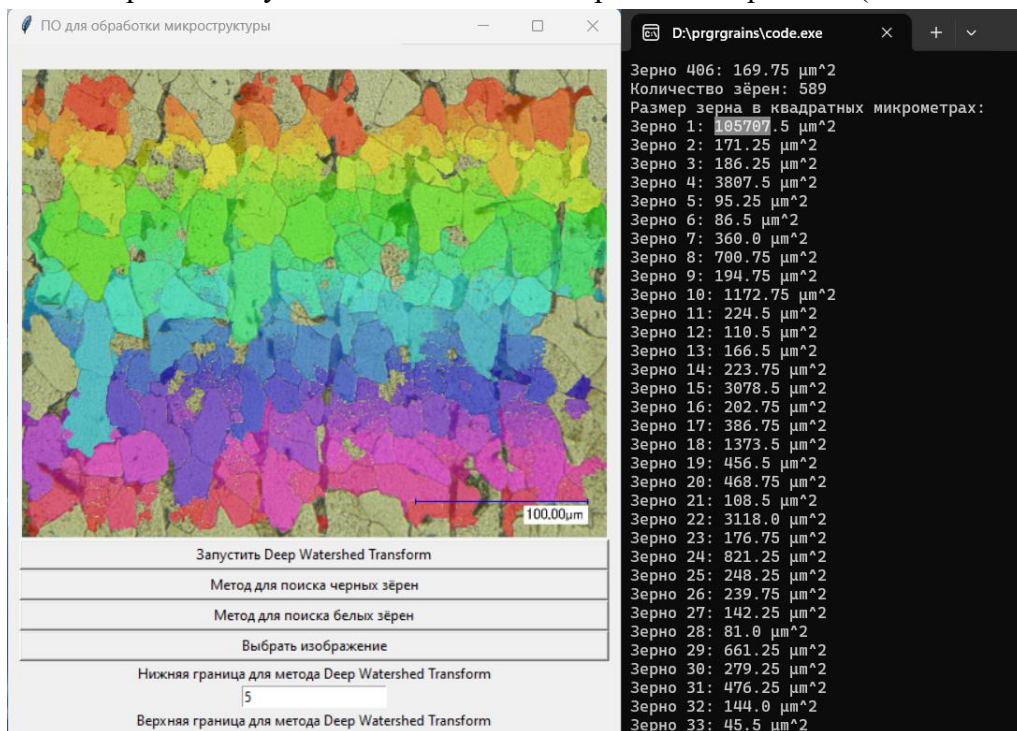 ПО для обработки микроструктуры
100,00μm
Запустить Deep Watershed Transform
Метод для поиска черных зёрен
Метод для поиска белых зёрен
Выбрать изображение
Нижняя граница для метода Deep Watershed Transform
5
Верхняя граница для метода Deep Watershed Transform
D:\prgrgrains\code.exe
Зерно 406: 169.75 μm^2
Количество зёрен: 589
Размер зерна в квадратных микрометрах:
Зерно 1: 105707.5 μm^2
Зерно 2: 171.25 μm^2
Зерно 3: 186.25 μm^2
Зерно 4: 3807.5 μm^2
Зерно 5: 95.25 μm^2
Зерно 6: 86.5 μm^2
Зерно 7: 360.0 μm^2
Зерно 8: 700.75 μm^2
Зерно 9: 194.75 μm^2
Зерно 10: 1172.75 μm^2
Зерно 11: 224.5 μm^2
Зерно 12: 110.5 μm^2
Зерно 13: 166.5 μm^2
Зерно 14: 223.75 μm^2
Зерно 15: 3078.5 μm^2
Зерно 16: 202.75 μm^2
Зерно 17: 386.75 μm^2
Зерно 18: 1373.5 μm^2
Зерно 19: 456.5 μm^2
Зерно 20: 468.75 μm^2
Зерно 21: 108.5 μm^2
Зерно 22: 3118.0 μm^2
Зерно 23: 176.75 μm^2
Зерно 24: 821.25 μm^2
Зерно 25: 248.25 μm^2
Зерно 26: 239.75 μm^2
Зерно 27: 142.25 μm^2
Зерно 28: 81.0 μm^2
Зерно 29: 661.25 μm^2
Зерно 30: 279.25 μm^2
Зерно 31: 476.25 μm^2
Зерно 32: 144.0 μm^2
Зерно 33: 45.5 μm^2